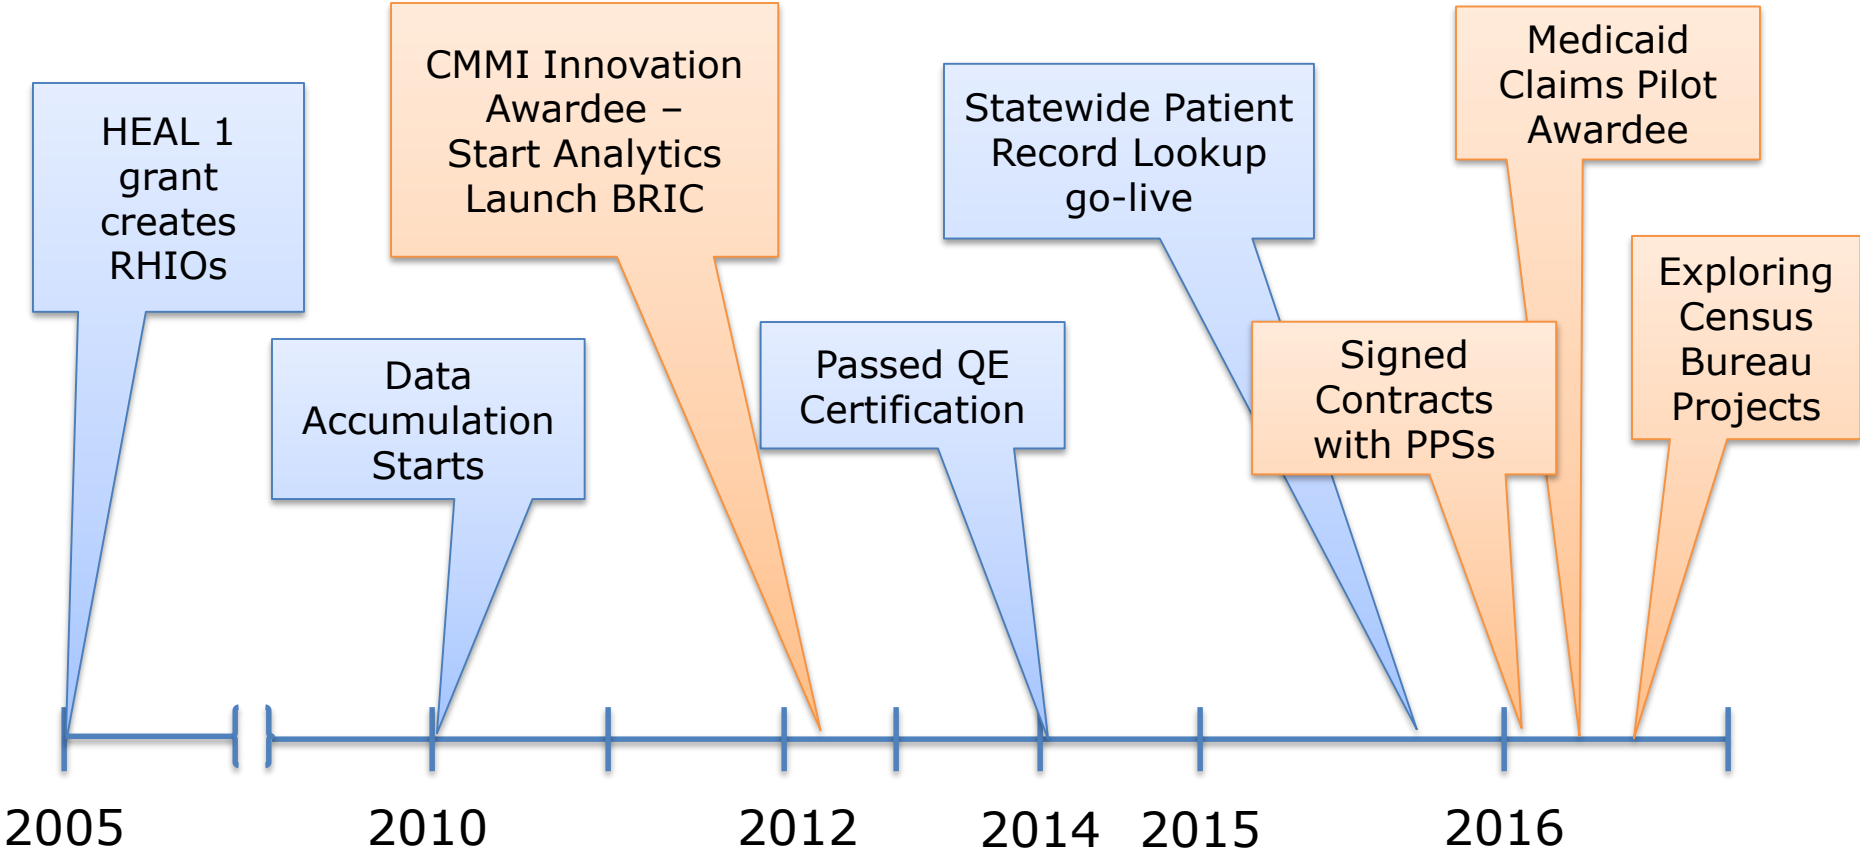 HEAL 1
grant
creates
RHIOs
Data
Accumulation
Starts
CMMI Innovation
Awardee –
Start Analytics
Launch BRIC
Passed QE
Certification
Statewide Patient
Record Lookup
go-live
Signed
Contracts
with PPSs
Medicaid
Claims Pilot
Awardee
Exploring
Census
Bureau
Projects
2005
2010
2012
2014
2015
2016